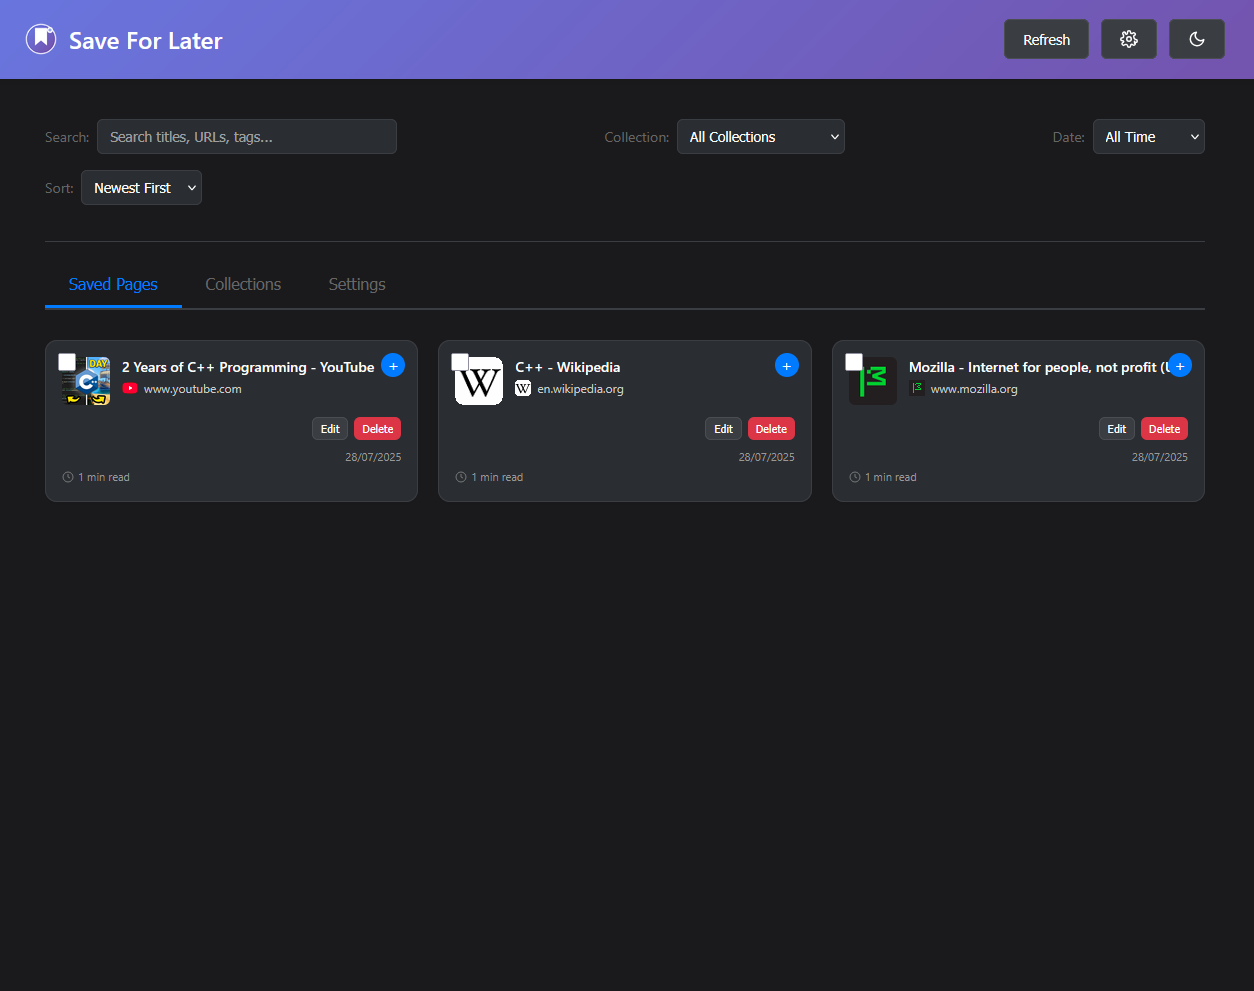 Save For Later
Refresh
Search: Search titles, URLs, tags...
Collection: All Collections
Date: All Time
Sort: Newest First
Saved Pages
Collections
Settings
DAY
C++
2 Years of C++ Programming - YouTube
+
www.youtube.com
Edit Delete
28/07/2025
1 min read
W
C++ - Wikipedia
+
W en.wikipedia.org
Edit Delete
28/07/2025
1 min read
Mozilla - Internet for people, not profit (
+
www.mozilla.org
Edit Delete
28/07/2025
1 min read